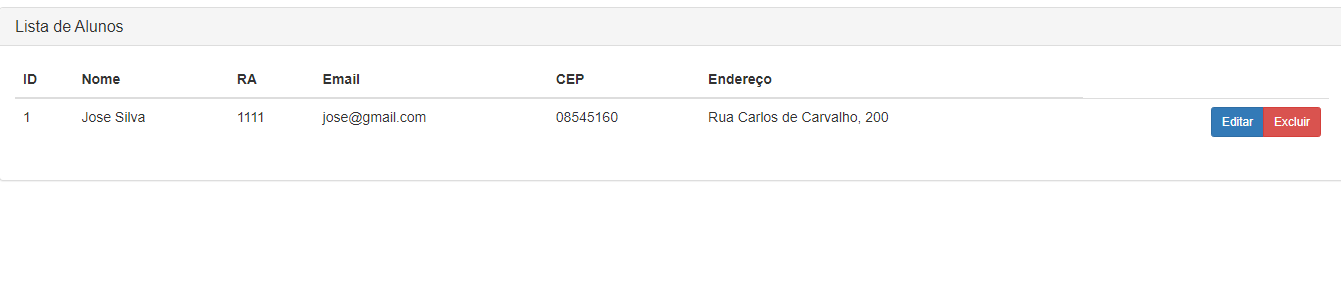 Lista de Alunos
ID Nome RA Email CEP Endereço
1 Jose Silva 1111 jose@gmail.com 08545160 Rua Carlos de Carvalho, 200 Editar Excluir